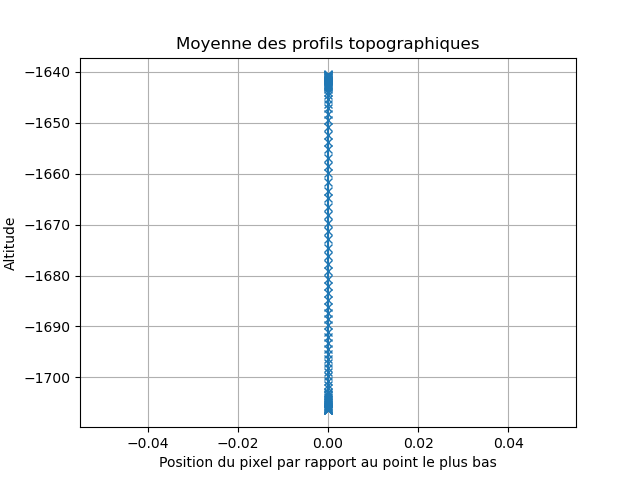 Moyenne des profils topographiques
−1640
−1650
−1660
−1670
−1680
−1690
−1700
Altitude
−0.04 −0.02 0.00 0.02 0.04
Position du pixel par rapport au point le plus bas